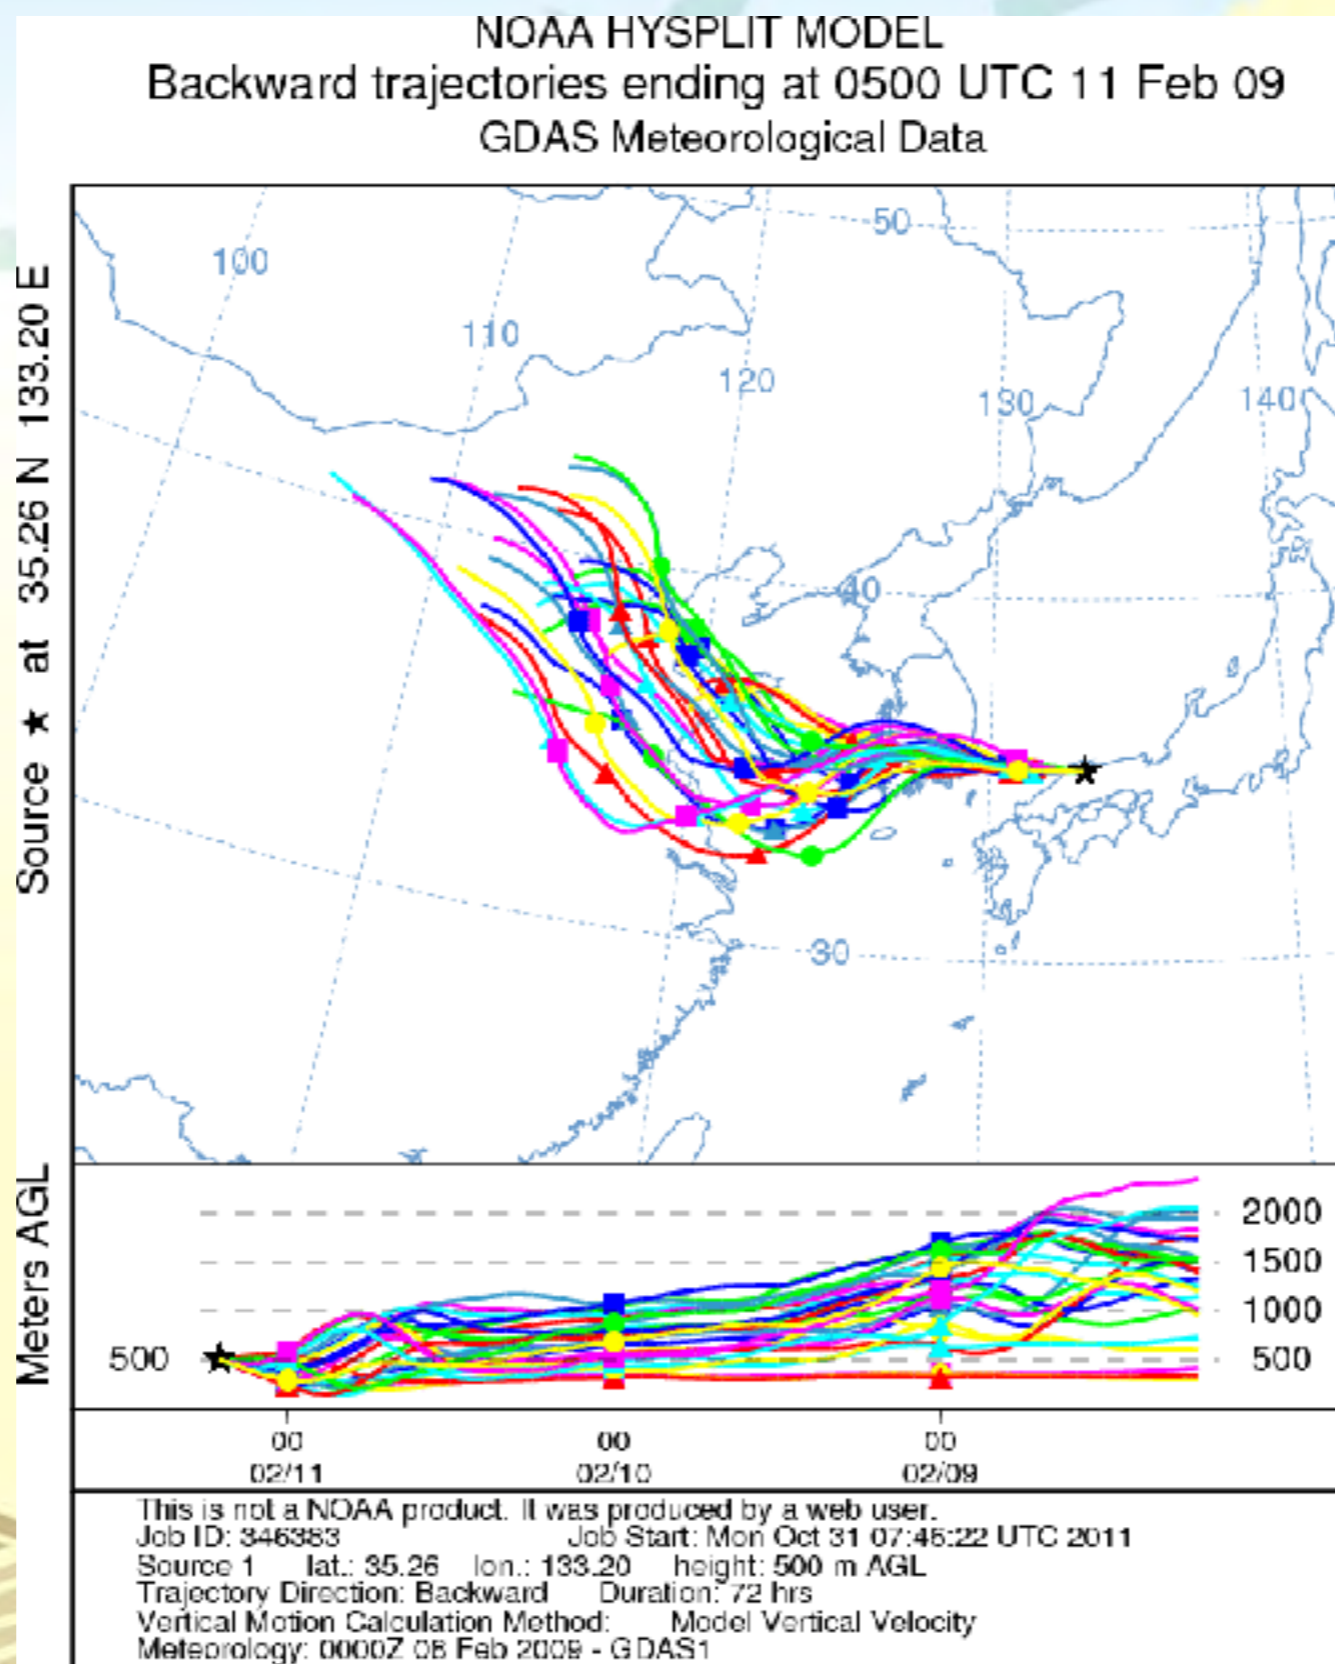 NOAA HYSPLIT MODEL
Backward trajectories ending at 0500 UTC 11 Feb 09
GDAS Meteorological Data
Source ★ at 35.26 N 133.20 E
100
110
120
130
140
50
40
30
Meters AGL
500
2000
1500
1000
500
00 00 00
02/11 02/10 02/09
This is not a NOAA product. It was produced by a web user.
Job ID: 346383 Job Start: Mon Oct 31 07:46:22 UTC 2011
Source 1 lat.: 35.26 lon.: 133.20 height: 500 m AGL
Trajectory Direction: Backward Duration: 72 hrs
Vertical Motion Calculation Method: Model Vertical Velocity
Meteorology: 0000Z 08 Feb 2009 - GDAS1